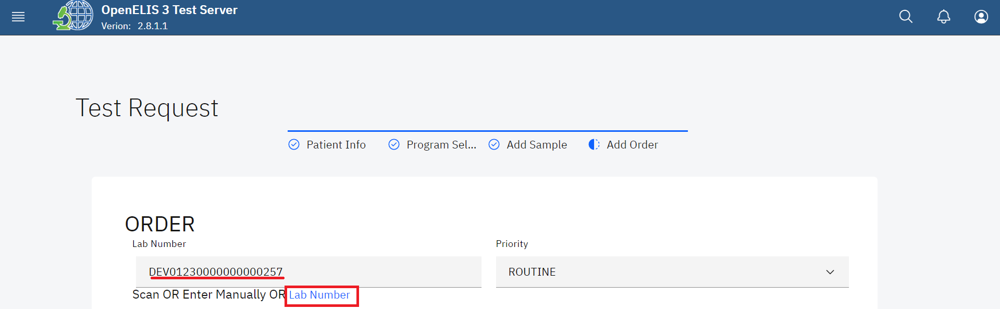 OpenELIS 3 Test Server
Verion: 2.8.1.1
Test Request
Patient Info
Program Sel...
Add Sample
Add Order
ORDER
Lab Number
Priority
DEV01230000000000257
ROUTINE
Scan OR Enter Manually OR Lab Number